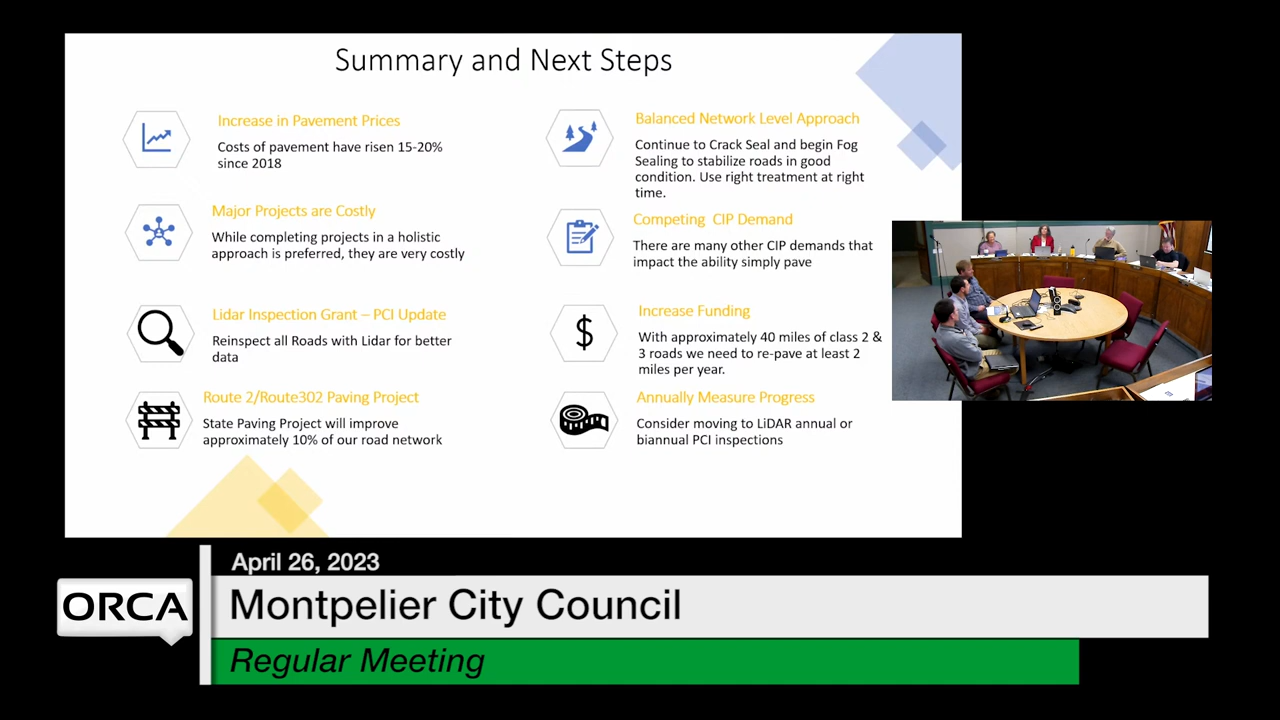 Summary and Next Steps
Increase in Pavement Prices
Costs of pavement have risen 15-20%
since 2018
Major Projects are Costly
While completing projects in a holistic
approach is preferred, they are very costly
Lidar Inspection Grant – PCI Update
Reinspect all Roads with Lidar for better
data
Route 2/Route302 Paving Project
State Paving Project will improve
approximately 10% of our road network
Balanced Network Level Approach
Continue to Crack Seal and begin Fog
Sealing to stabilize roads in good
condition. Use right treatment at right
time.
Competing CIP Demand
There are many other CIP demands that
impact the ability simply pave
Increase Funding
With approximately 40 miles of class 2 &
3 roads we need to re-pave at least 2
miles per year.
Annually Measure Progress
Consider moving to LiDAR annual or
biannual PCI inspections
April 26, 2023
ORCA
Montpelier City Council
Regular Meeting